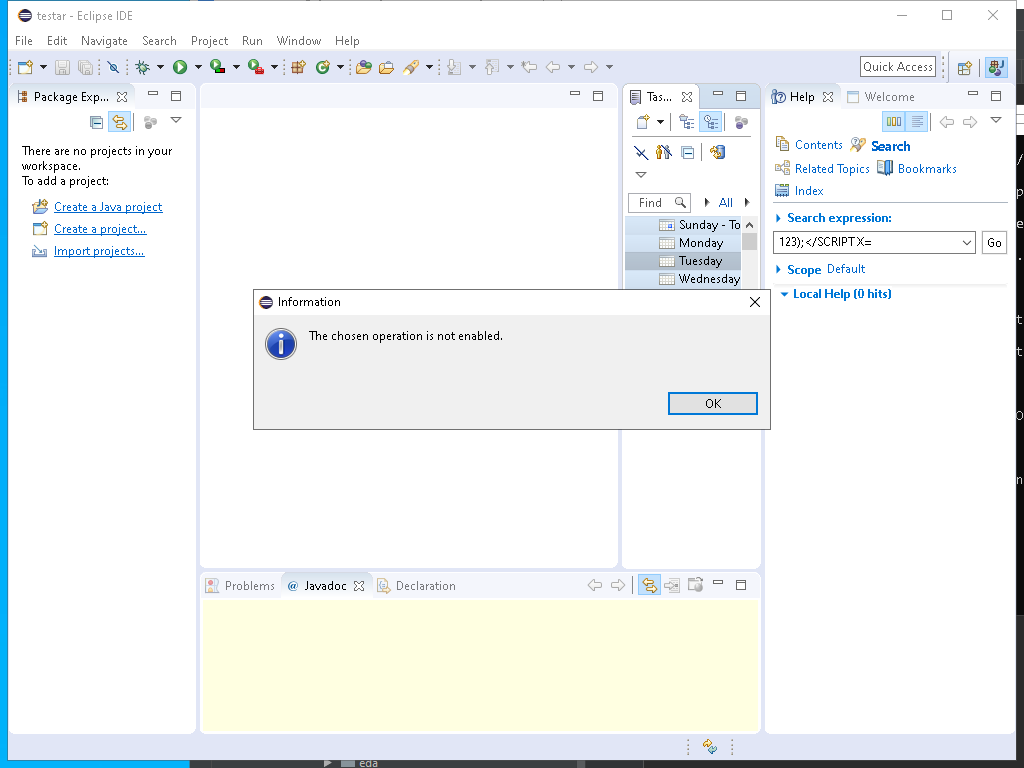 testar - Eclipse IDE
File Edit Navigate Search Project Run Window Help
Quick Access
Package Exp...
There are no projects in your
workspace.
To add a project:
Create a Java project
Create a project...
Import projects...
Tas...
Find
All
Sunday - To
Monday
Tuesday
Wednesday
Help
Welcome
Contents
Search
Related Topics
Bookmarks
Index
Search expression:
123);</SCRIPT X=
Go
Scope Default
Local Help (0 hits)
Information
The chosen operation is not enabled.
OK
Problems
@ Javadoc
Declaration
eda